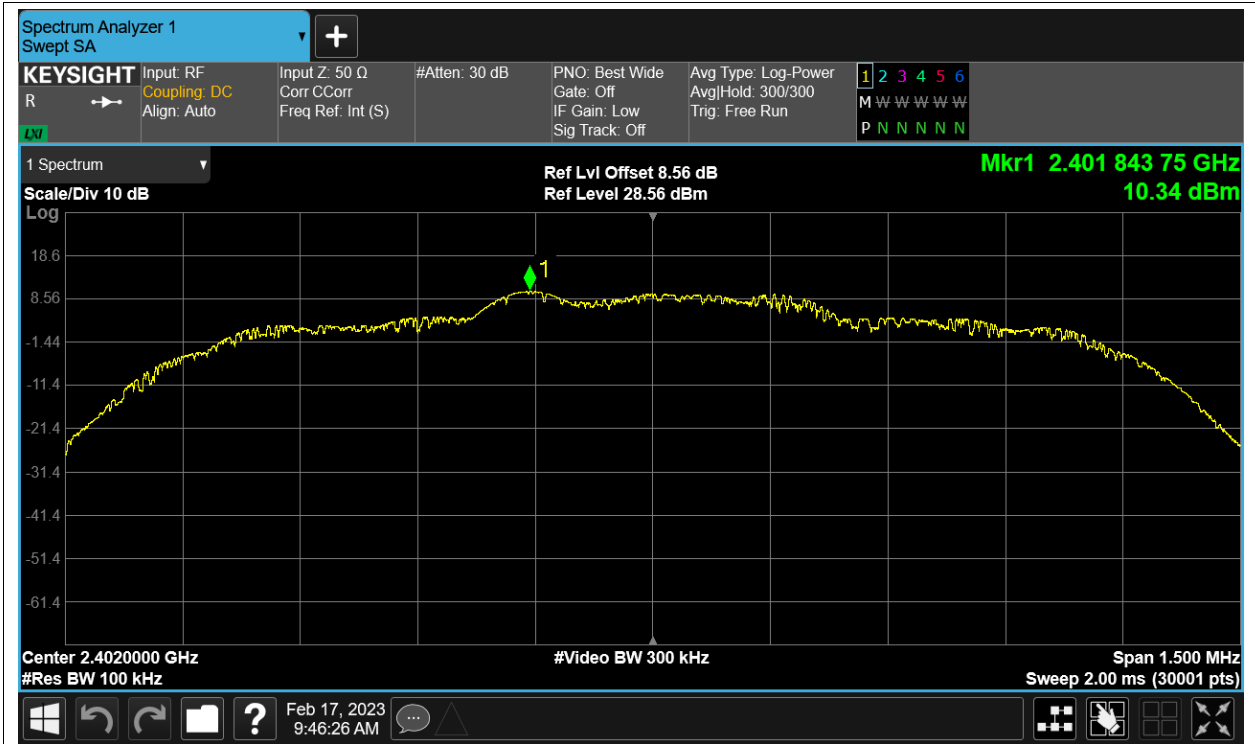 Spectrum Analyzer 1
Swept SA
KEYSIGHT
R
LXI
Input: RF
Coupling: DC
Align: Auto
Input Z: 50 Ω
Corr CCorr
Freq Ref: Int (S)
#Atten: 30 dB
PNO: Best Wide
Gate: Off
IF Gain: Low
Sig Track: Off
Avg Type: Log-Power
Avg|Hold: 300/300
Trig: Free Run
1 2 3 4 5 6
M W W W W W
P N N N N N
1 Spectrum
Scale/Div 10 dB
Log
Ref Lvl Offset 8.56 dB
Ref Level 28.56 dBm
Mkr1 2.401 843 75 GHz
10.34 dBm
1
18.6
8.56
-1.44
-11.4
-21.4
-31.4
-41.4
-51.4
-61.4
Center 2.4020000 GHz
#Video BW 300 kHz
Span 1.500 MHz
#Res BW 100 kHz
Sweep 2.00 ms (30001 pts)
?
Feb 17, 2023
9:46:26 AM